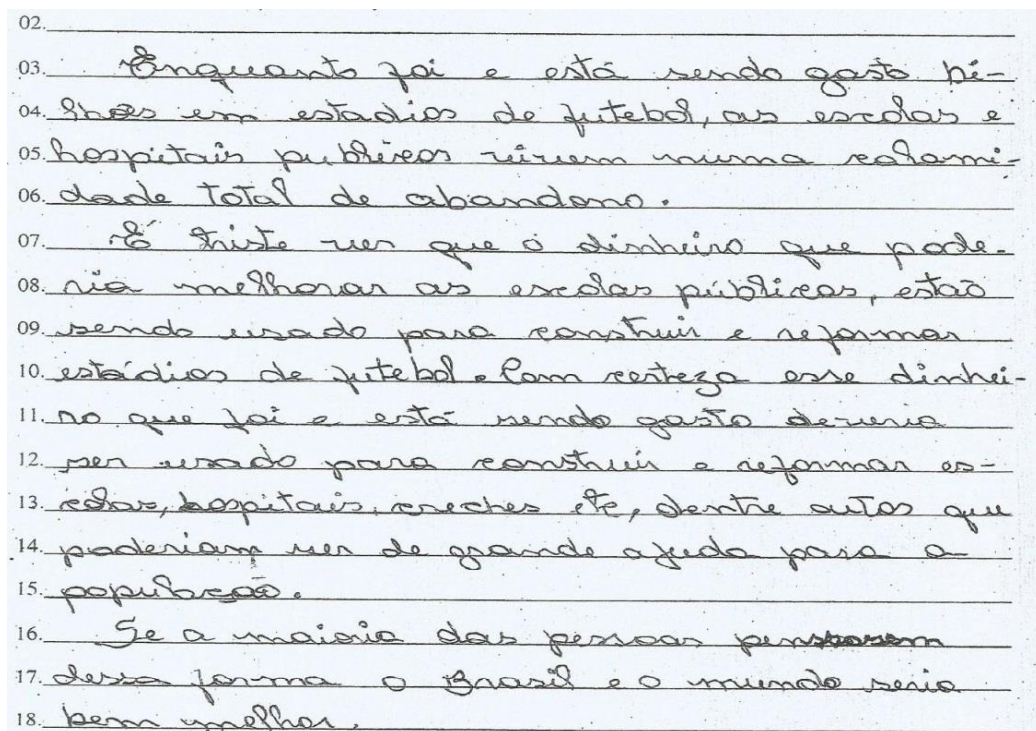 02.
03. Enquanto foi e está sendo gasto bi-
04. lhões em estadios de futebol, as escolas e
05. hospitais publicos vivem numa calami-
06. dade total de abandono.
07. É triste ver que o dinheiro que pode-
08. ria melhorar as escolas públicas, estão
09. sendo usado para construir e reformar
10. estádios de futebol. Com certeza esse dinhei-
11. ro que foi e está sendo gasto deveria
12. ser usado para construir e reformar es-
13. colas, hospitais, creches etc, dentre outos que
14. poderiam ser de grande ajuda para a
15. população.
16. Se a maioria das pessoas pensarem
17. dessa forma o Brasil e o mundo seria
18. bem melhor.